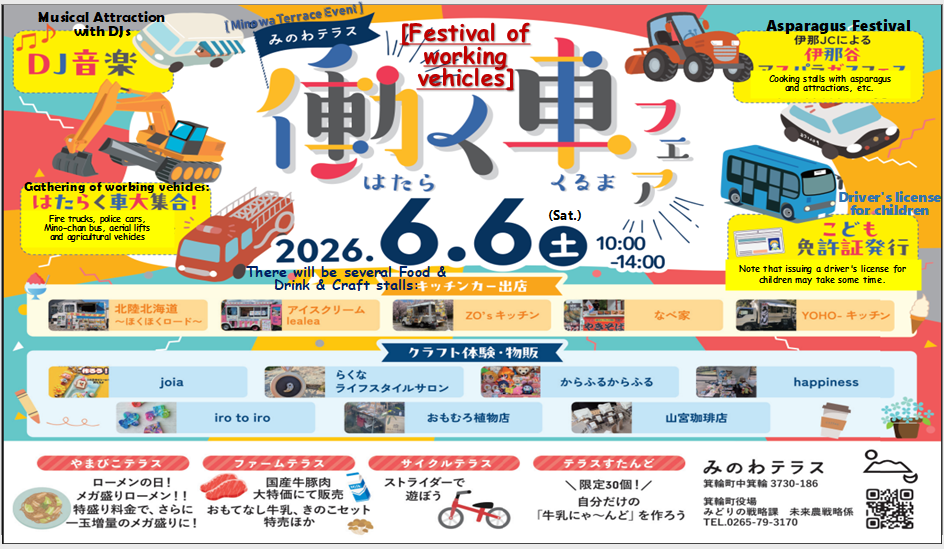 Musical Attraction
with DJs
DJ音楽
[Minowa Terrace Event]
みのわテラス
[Festival of
working
vehicles]
働く車
はたら
くるま
フェア
Asparagus Festival
伊那JCによる
伊那谷
Cooking stalls with asparagus
and attractions, etc.
Gathering of working vehicles:
はたらく車大集合!
Fire trucks, police cars,
Mino-chan bus, aerial lifts
and agricultural vehicles
Driver's license
for children
こども
免許証発行
Note that issuing a driver's license for
children may take some time.
(Sat.)
2026. 6.6 土 10:00
-14:00
There will be several Food &
Drink & Craft stalls:
キッチンカー出店
北陸北海道
～ほくほくロード～
アイスクリーム
lealea
ZO'sキッチン
やきそば
なべ家
YOHO- キッチン
クラフト体験・物販
joia
らくな
ライフスタイルサロン
からふるからふる
happiness
iro to iro
おもむろ植物店
山宮珈琲店
やまびこテラス
ローメンの日!
メガ盛りローメン!!
特盛り料金で、さらに
一玉増量のメガ盛りに!
ファームテラス
国産牛豚肉
大特価にて販売
おもてなし牛乳、きのこセット
特売ほか
サイクルテラス
ストライダーで
遊ぼう
テラスすたんど
＼ 限定30個! ／
自分だけの
「牛乳にゃ～んど」を作ろう
みのわテラス
箕輪町中箕輪 3730-186
箕輪町役場
みどりの戦略課 未来農戦略係
TEL.0265-79-3170